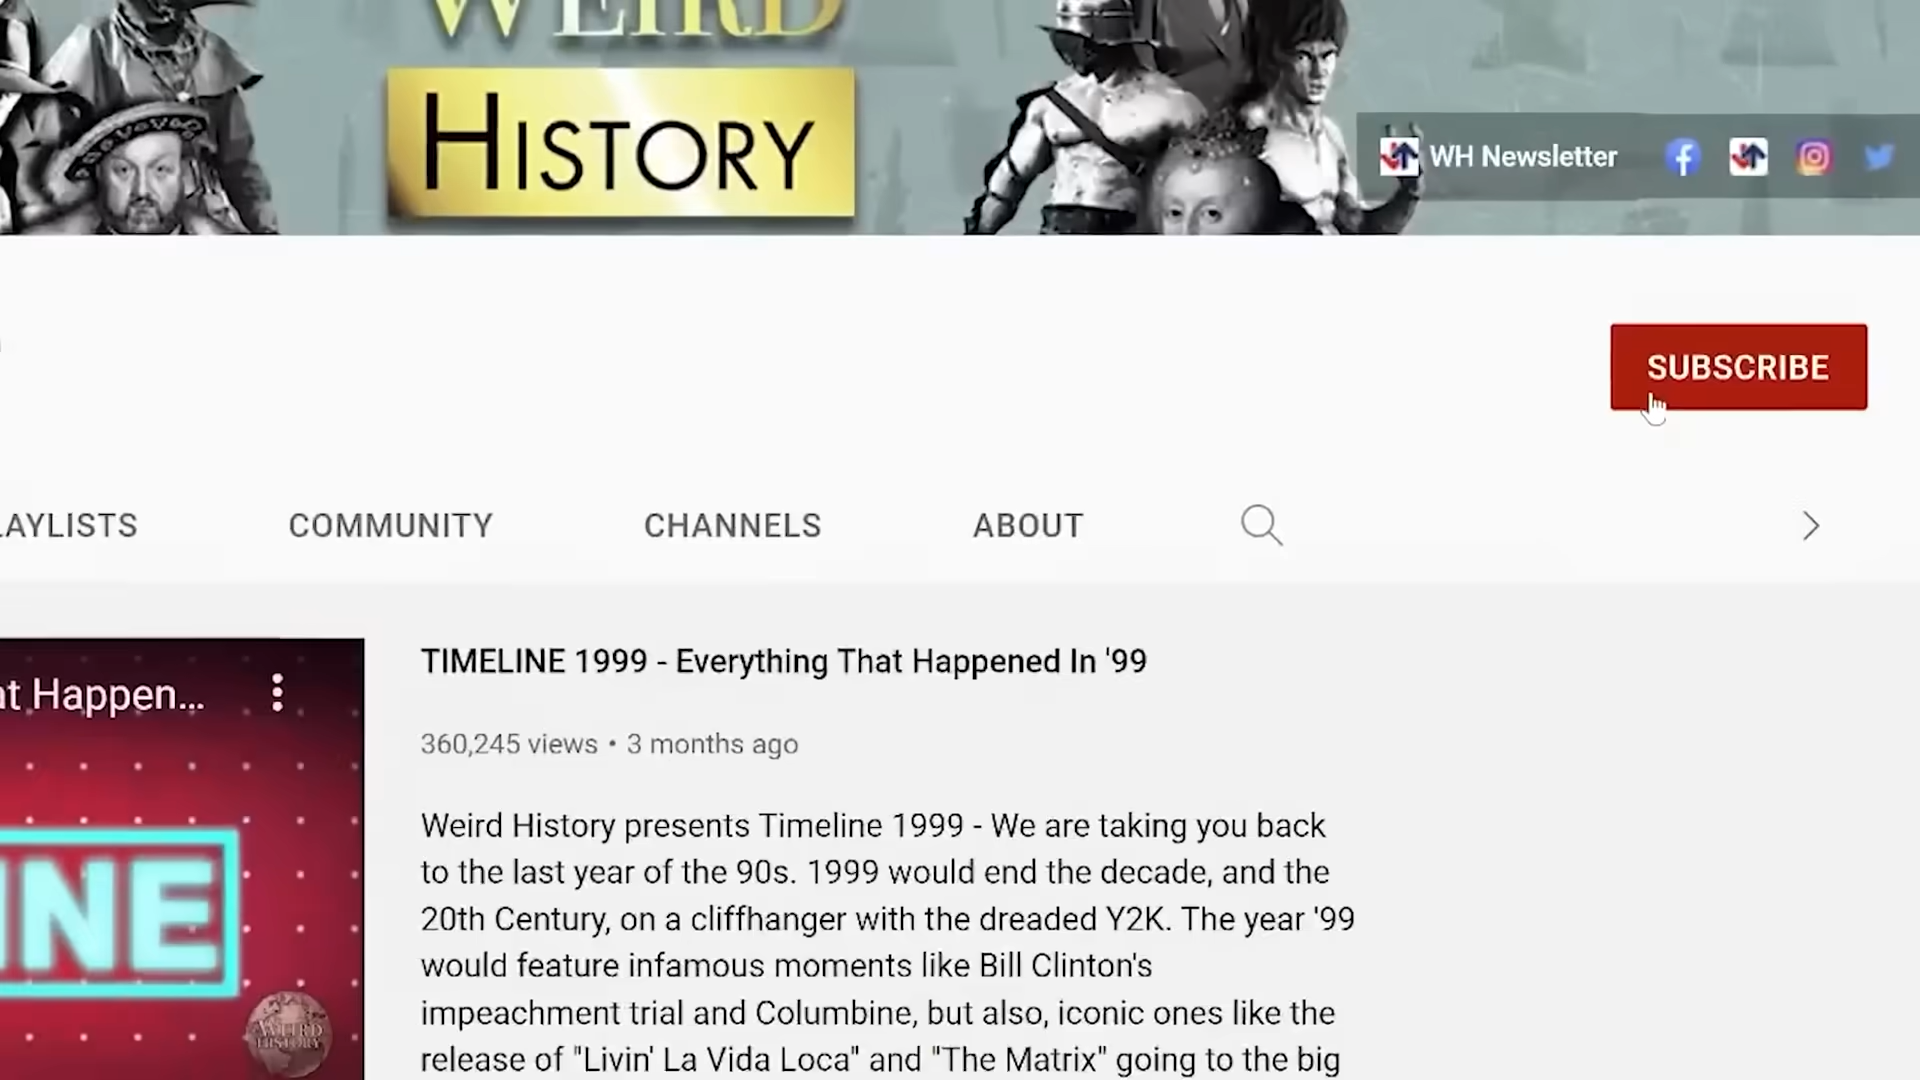 WEIRD
HISTORY
WH Newsletter
SUBSCRIBE
LAYLISTS
COMMUNITY
CHANNELS
ABOUT
at Happen...
INE
WEIRD
HISTORY
TIMELINE 1999 - Everything That Happened In '99
360,245 views • 3 months ago
Weird History presents Timeline 1999 - We are taking you back
to the last year of the 90s. 1999 would end the decade, and the
20th Century, on a cliffhanger with the dreaded Y2K. The year '99
would feature infamous moments like Bill Clinton's
impeachment trial and Columbine, but also, iconic ones like the
release of "Livin' La Vida Loca" and "The Matrix" going to the big